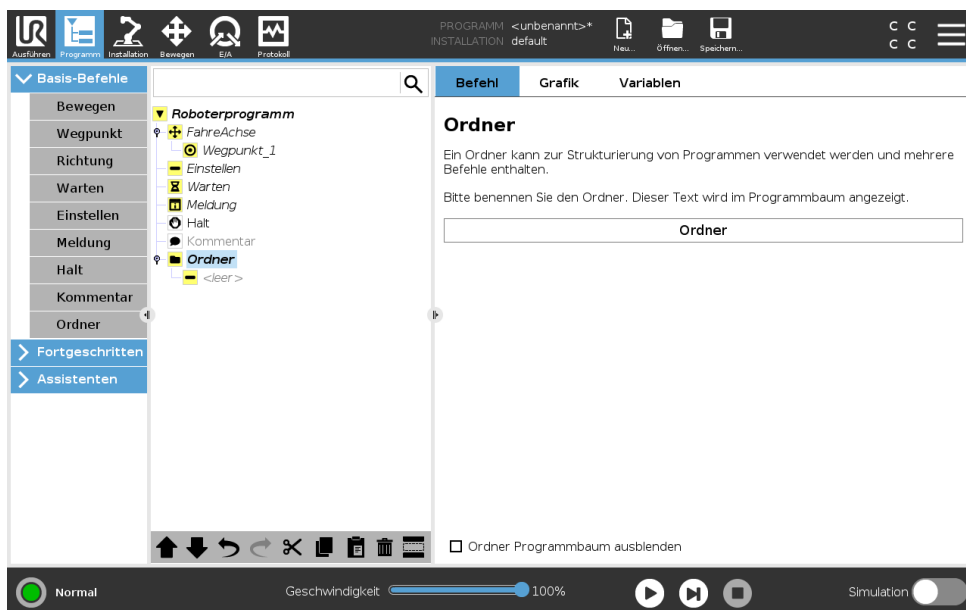 UR
PROGRAMM <unbenannt>*
INSTALLATION default
Ausführen Programm Installation Bewegen E/A Protokoll Neu... Öffnen... Speichern...
C C
C C
Basis-Befehle
Bewegen
Wegpunkt
Richtung
Warten
Einstellen
Meldung
Halt
Kommentar
Ordner
Fortgeschritten
Assistenten
Roboterprogramm
FahreAchse
Wegpunkt_1
Einstellen
Warten
Meldung
Halt
Kommentar
Ordner
<leer>
Befehl Grafik Variablen
Ordner
Ein Ordner kann zur Strukturierung von Programmen verwendet werden und mehrere
Befehle enthalten.
Bitte benennen Sie den Ordner. Dieser Text wird im Programmbaum angezeigt.
Ordner
Ordner Programmbaum ausblenden
Normal Geschwindigkeit 100% Simulation